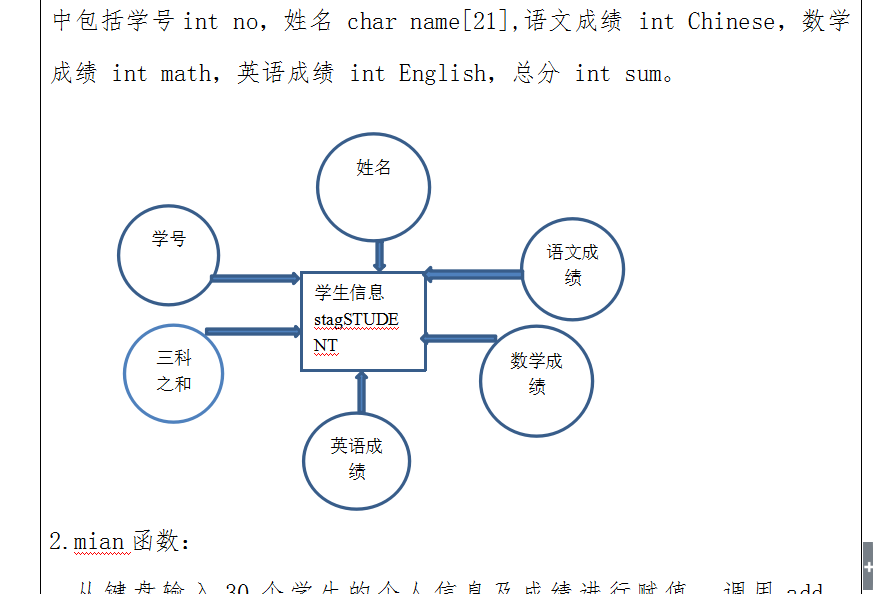 中包括学号 int no，姓名 char name[21],语文成绩 int Chinese，数学
成绩 int math，英语成绩 int English，总分 int sum。
姓名
学号
语文成
绩
学生信息
stagSTUDE
NT
三科
之和
数学成
绩
英语成
绩
2.mian 函数：
从键盘输入 30 个学生的个人信息及成绩进行赋值，调用 add